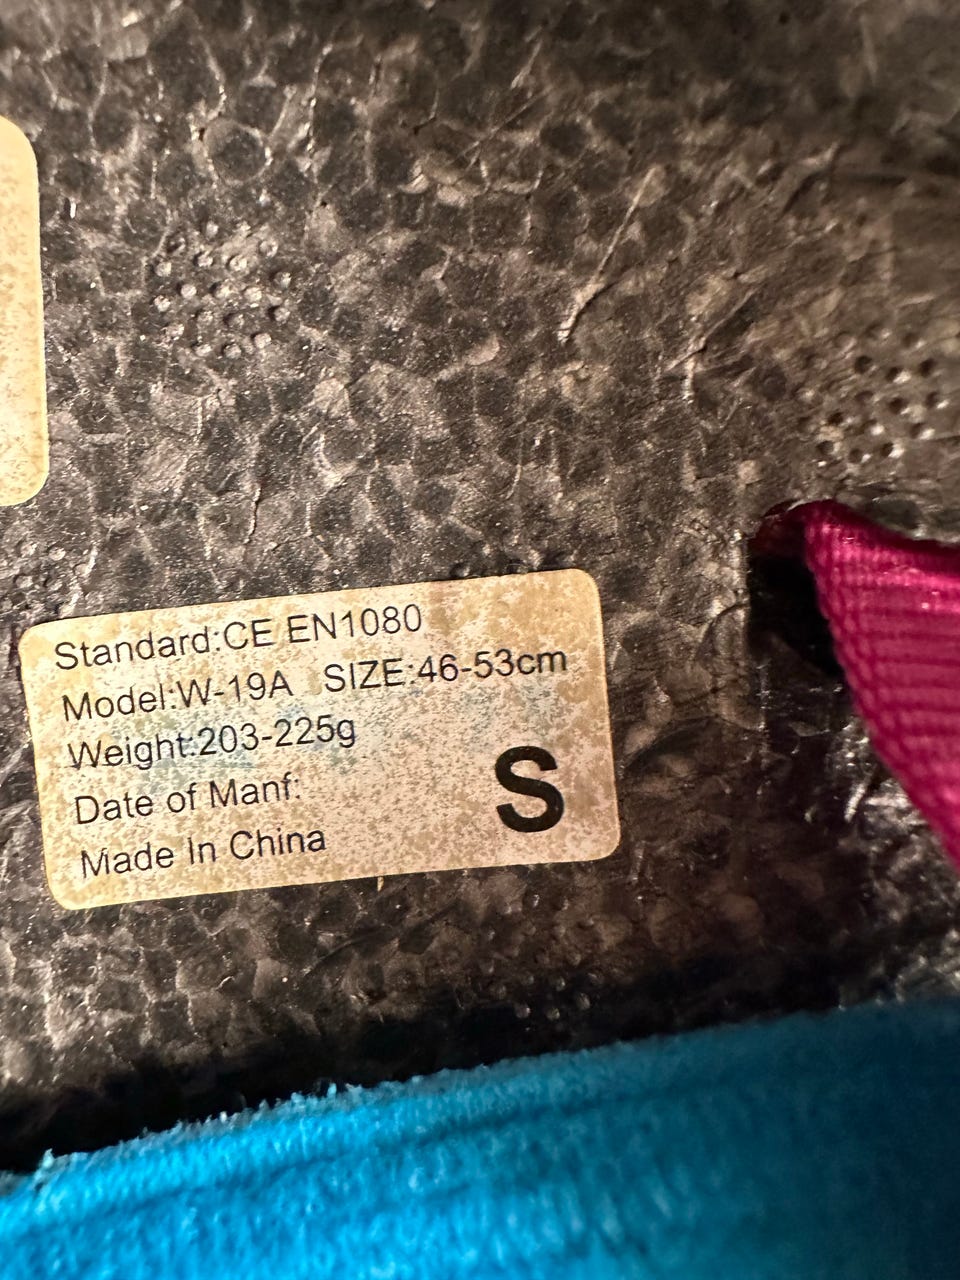 Standard:CE EN1080
Model:W-19A SIZE:46-53cm
Weight:203-225g
Date of Manf:
Made In China
S